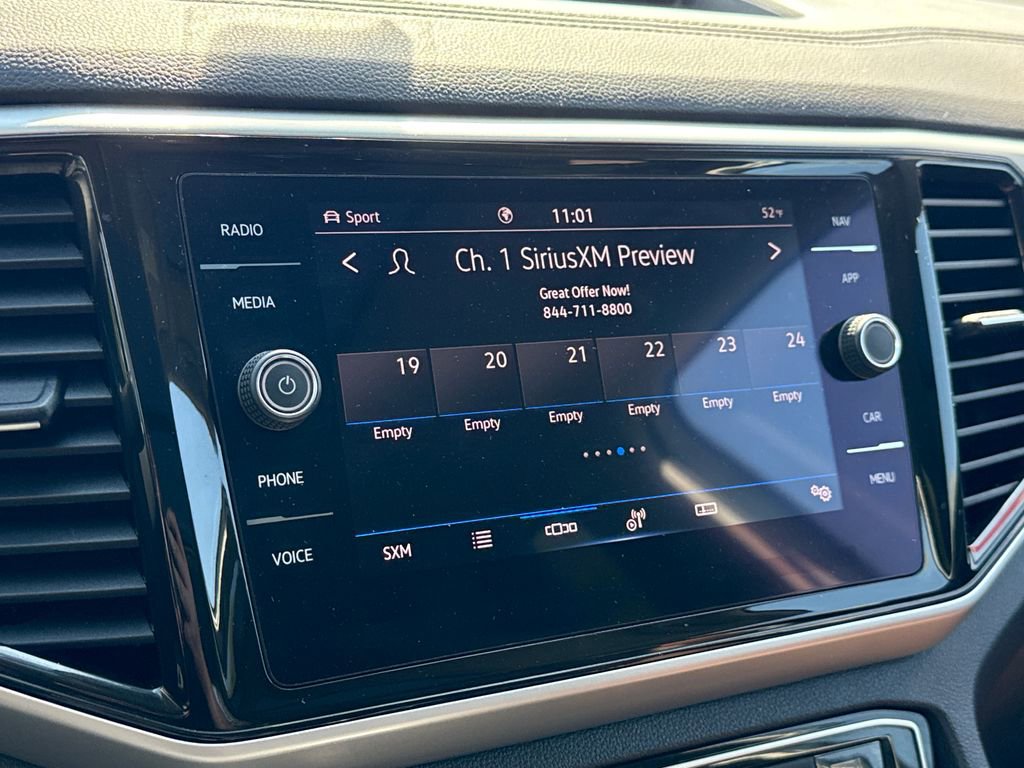 RADIO
MEDIA
PHONE
VOICE
Sport
11:01
52°F
Ch. 1 SiriusXM Preview
Great Offer Now!
844-711-8800
19 20 21 22 23 24
Empty Empty Empty Empty Empty Empty
SXM
NAV
APP
CAR
MENU